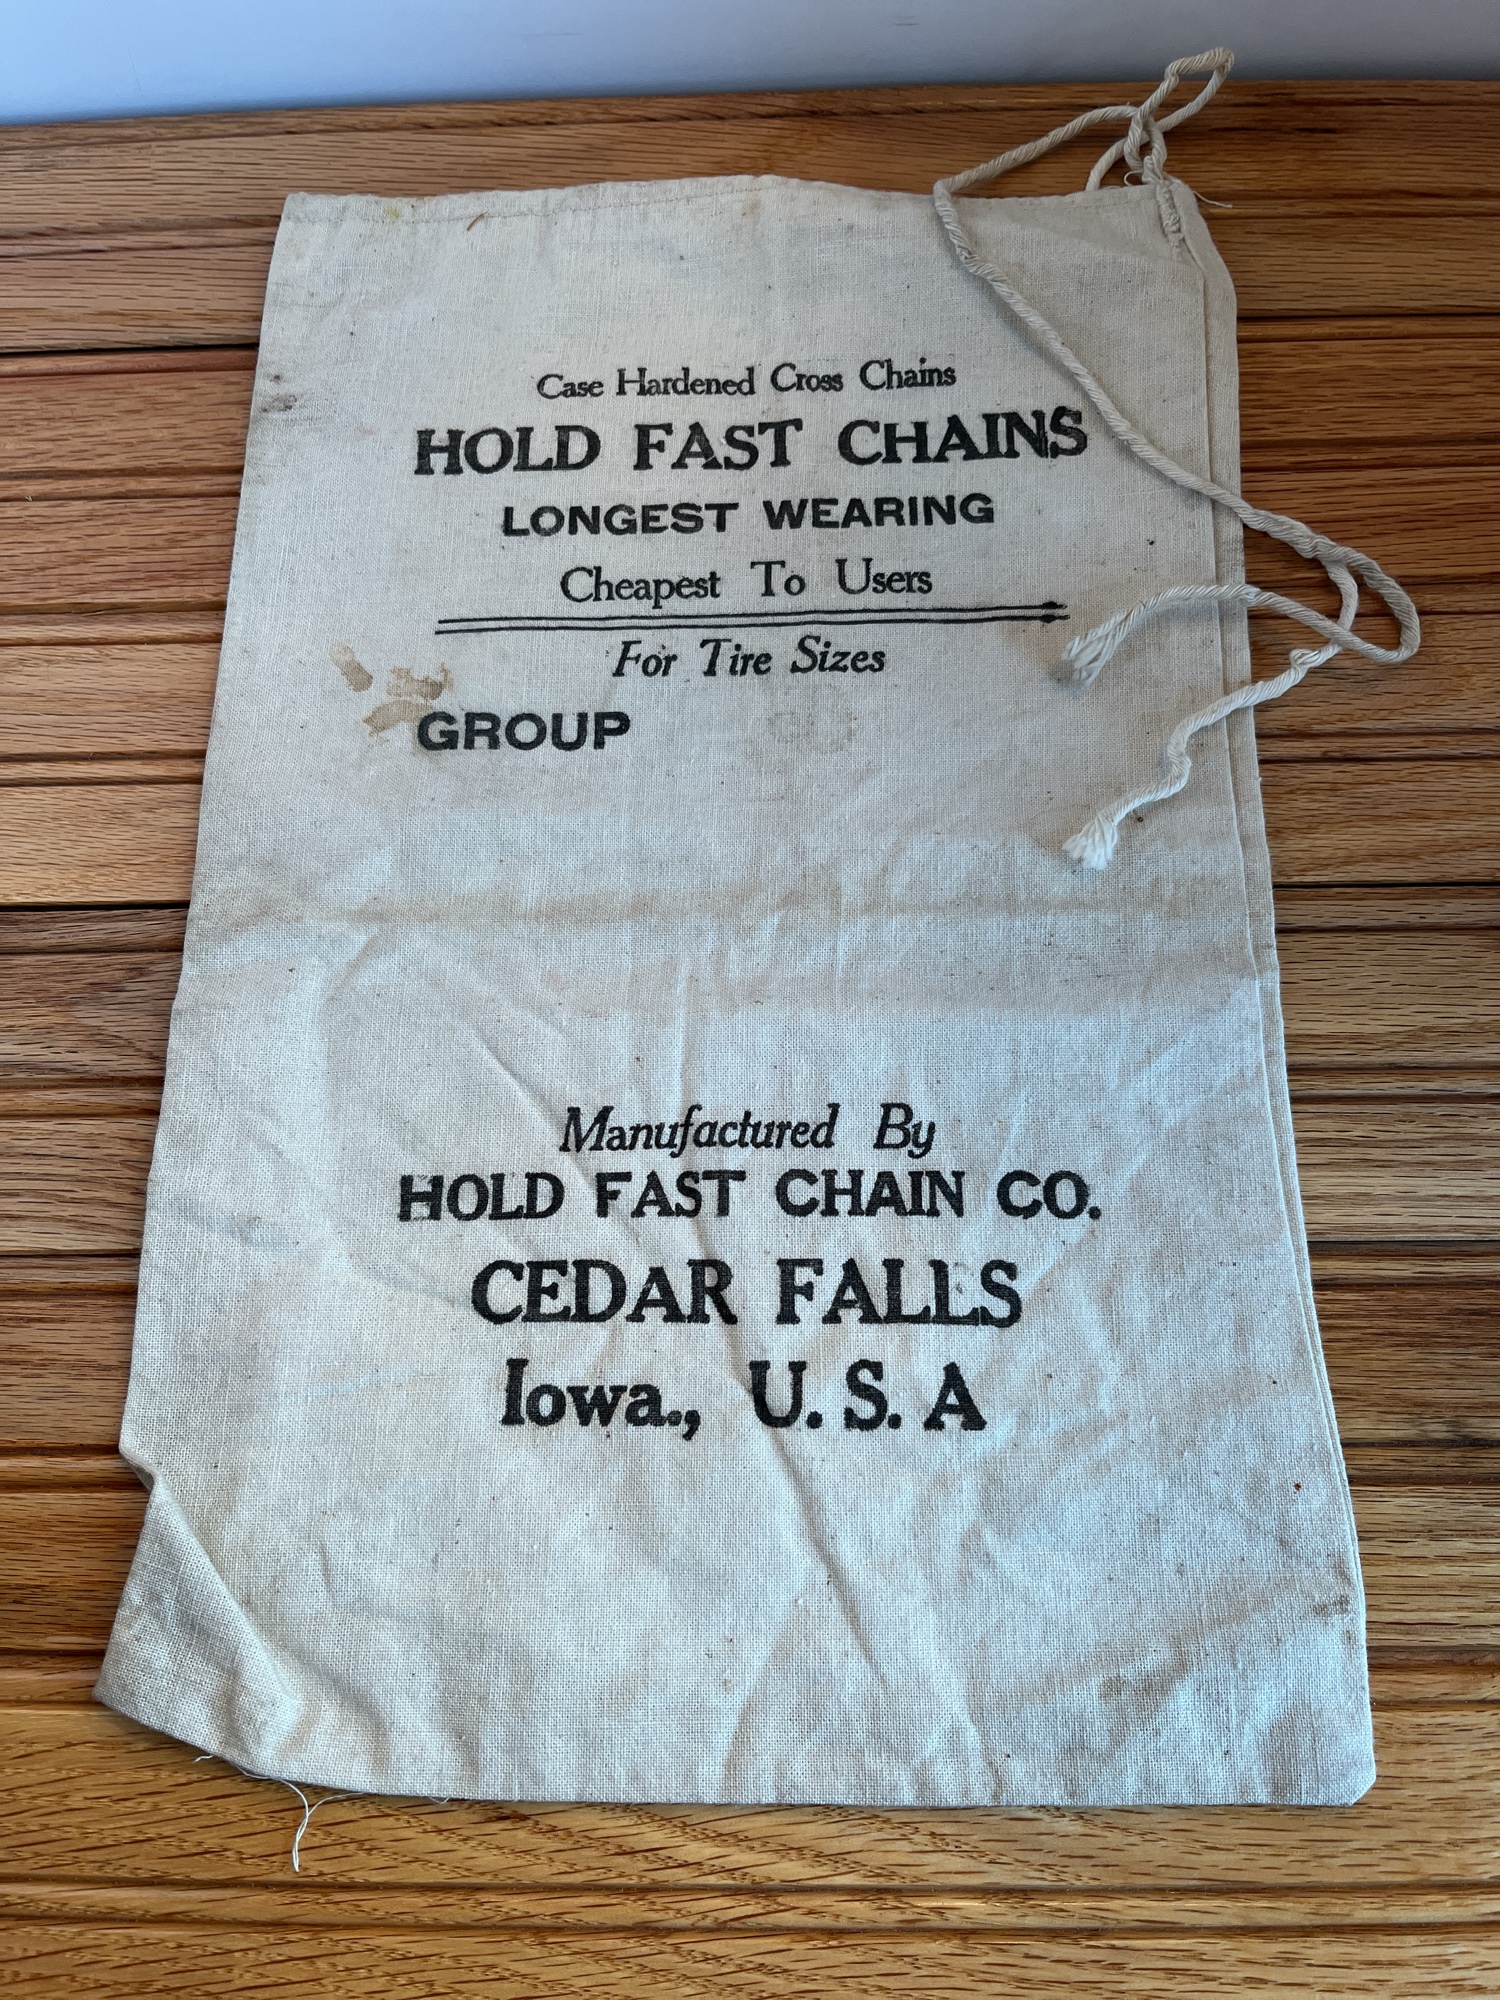 Case Hardened Cross Chains
HOLD FAST CHAINS
LONGEST WEARING
Cheapest To Users
For Tire Sizes
GROUP
Manufactured By
HOLD FAST CHAIN CO.
CEDAR FALLS
Iowa., U. S. A